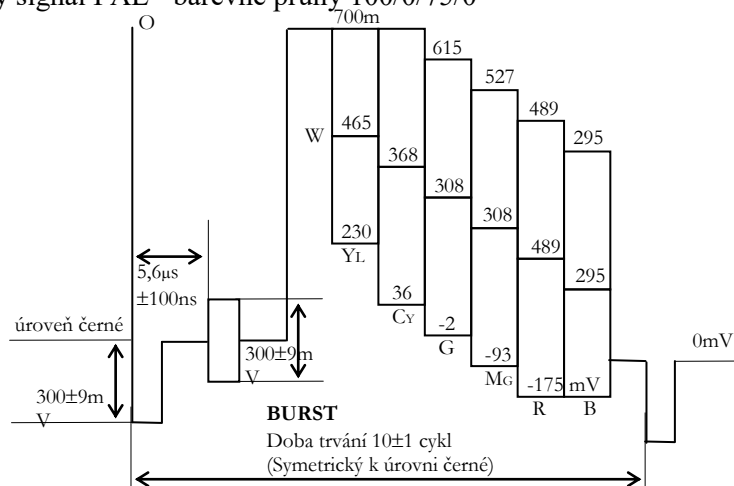 signál PAL - barevné pruhy 100/0/75/0
O
700m
615
527
489
295
W
465
368
308
308
489
295
230
YL
36
CY
-2
G
-93
MG
-175 mV
R
B
5,6µs
±100ns
úroveň černé
300±9m
V
300±9m
V
0mV
BURST
Doba trvání 10±1 cykl
(Symetrický k úrovni černé)